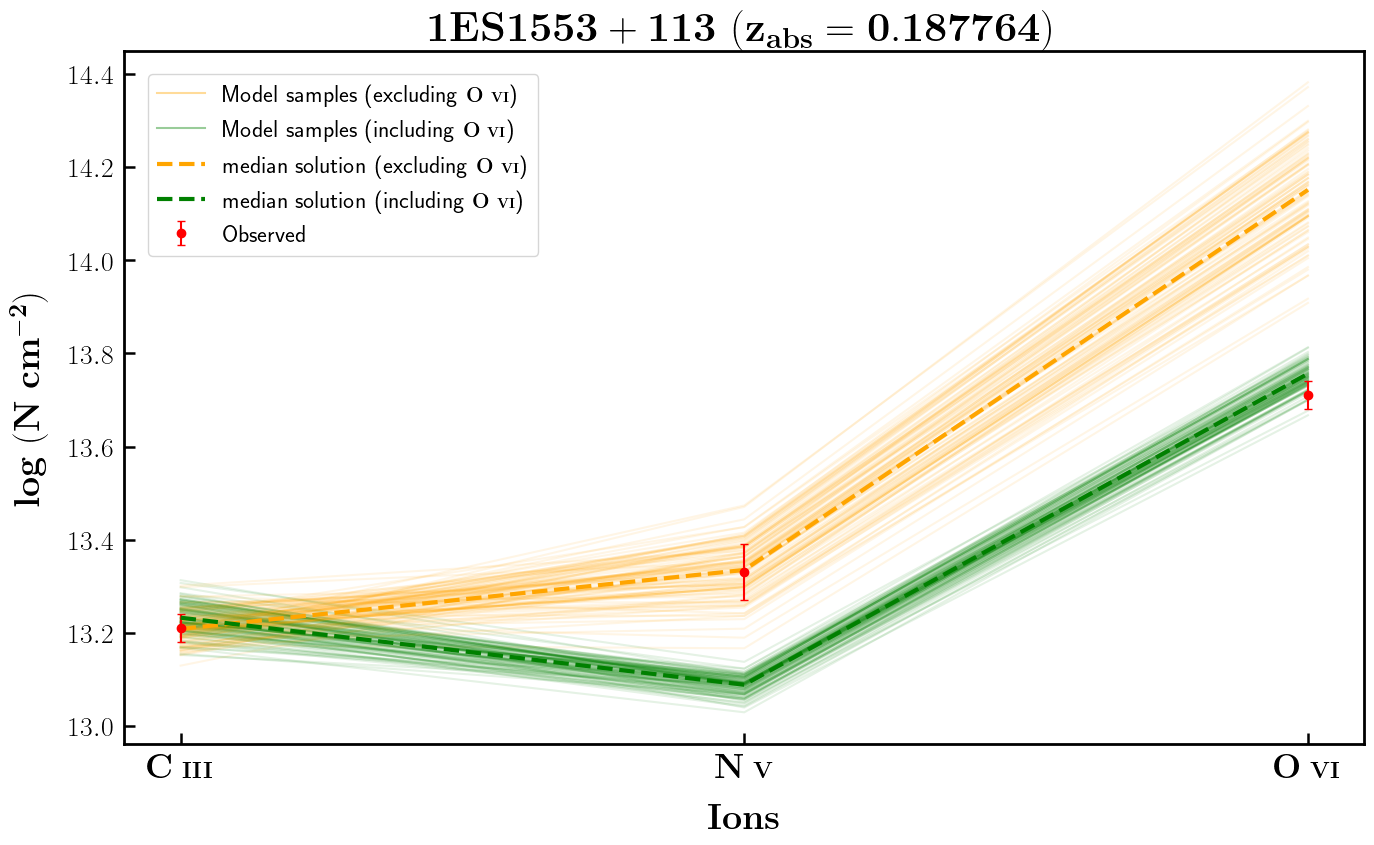 1ES1553 + 113 (z_abs = 0.187764)
Model samples (excluding O VI)
Model samples (including O VI)
median solution (excluding O VI)
median solution (including O VI)
Observed
log (N cm⁻²)
14.4
14.2
14.0
13.8
13.6
13.4
13.2
13.0
C III
N V
O VI
Ions